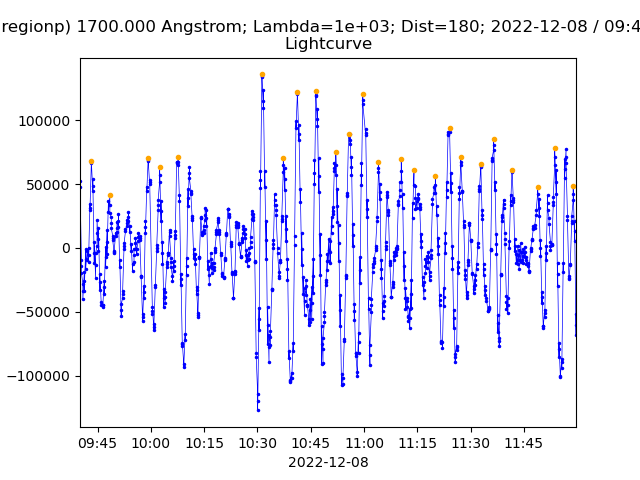 regionp) 1700.000 Angstrom; Lambda=1e+03; Dist=180; 2022-12-08 / 09:4
Lightcurve
100000
50000
0
−50000
−100000
09:45 10:00 10:15 10:30 10:45 11:00 11:15 11:30 11:45
2022-12-08